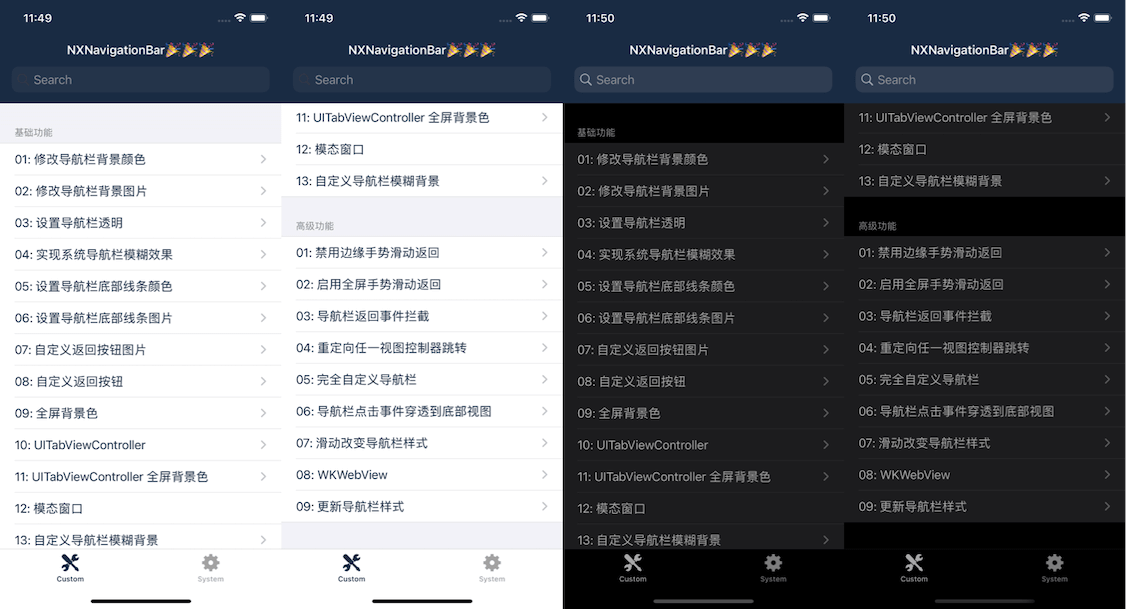 11:49
NXNavigationBar🎉🎉🎉
Search
基础功能
01: 修改导航栏背景颜色
02: 修改导航栏背景图片
03: 设置导航栏透明
04: 实现系统导航栏模糊效果
05: 设置导航栏底部线条颜色
06: 设置导航栏底部线条图片
07: 自定义返回按钮图片
08: 自定义返回按钮
09: 全屏背景色
10: UITabViewController
11: UITabViewController 全屏背景色
12: 模态窗口
13: 自定义导航栏模糊背景
Custom
System
11:49
NXNavigationBar🎉🎉🎉
Search
11: UITabViewController 全屏背景色
12: 模态窗口
13: 自定义导航栏模糊背景
高级功能
01: 禁用边缘手势滑动返回
02: 启用全屏手势滑动返回
03: 导航栏返回事件拦截
04: 重定向任一视图控制器跳转
05: 完全自定义导航栏
06: 导航栏点击事件穿透到底部视图
07: 滑动改变导航栏样式
08: WKWebView
09: 更新导航栏样式
Custom
System
11:50
NXNavigationBar🎉🎉🎉
Search
基础功能
01: 修改导航栏背景颜色
02: 修改导航栏背景图片
03: 设置导航栏透明
04: 实现系统导航栏模糊效果
05: 设置导航栏底部线条颜色
06: 设置导航栏底部线条图片
07: 自定义返回按钮图片
08: 自定义返回按钮
09: 全屏背景色
10: UITabViewController
11: UITabViewController 全屏背景色
12: 模态窗口
13: 自定义导航栏模糊背景
Custom
System
11:50
NXNavigationBar🎉🎉🎉
Search
11: UITabViewController 全屏背景色
12: 模态窗口
13: 自定义导航栏模糊背景
高级功能
01: 禁用边缘手势滑动返回
02: 启用全屏手势滑动返回
03: 导航栏返回事件拦截
04: 重定向任一视图控制器跳转
05: 完全自定义导航栏
06: 导航栏点击事件穿透到底部视图
07: 滑动改变导航栏样式
08: WKWebView
09: 更新导航栏样式
Custom
System